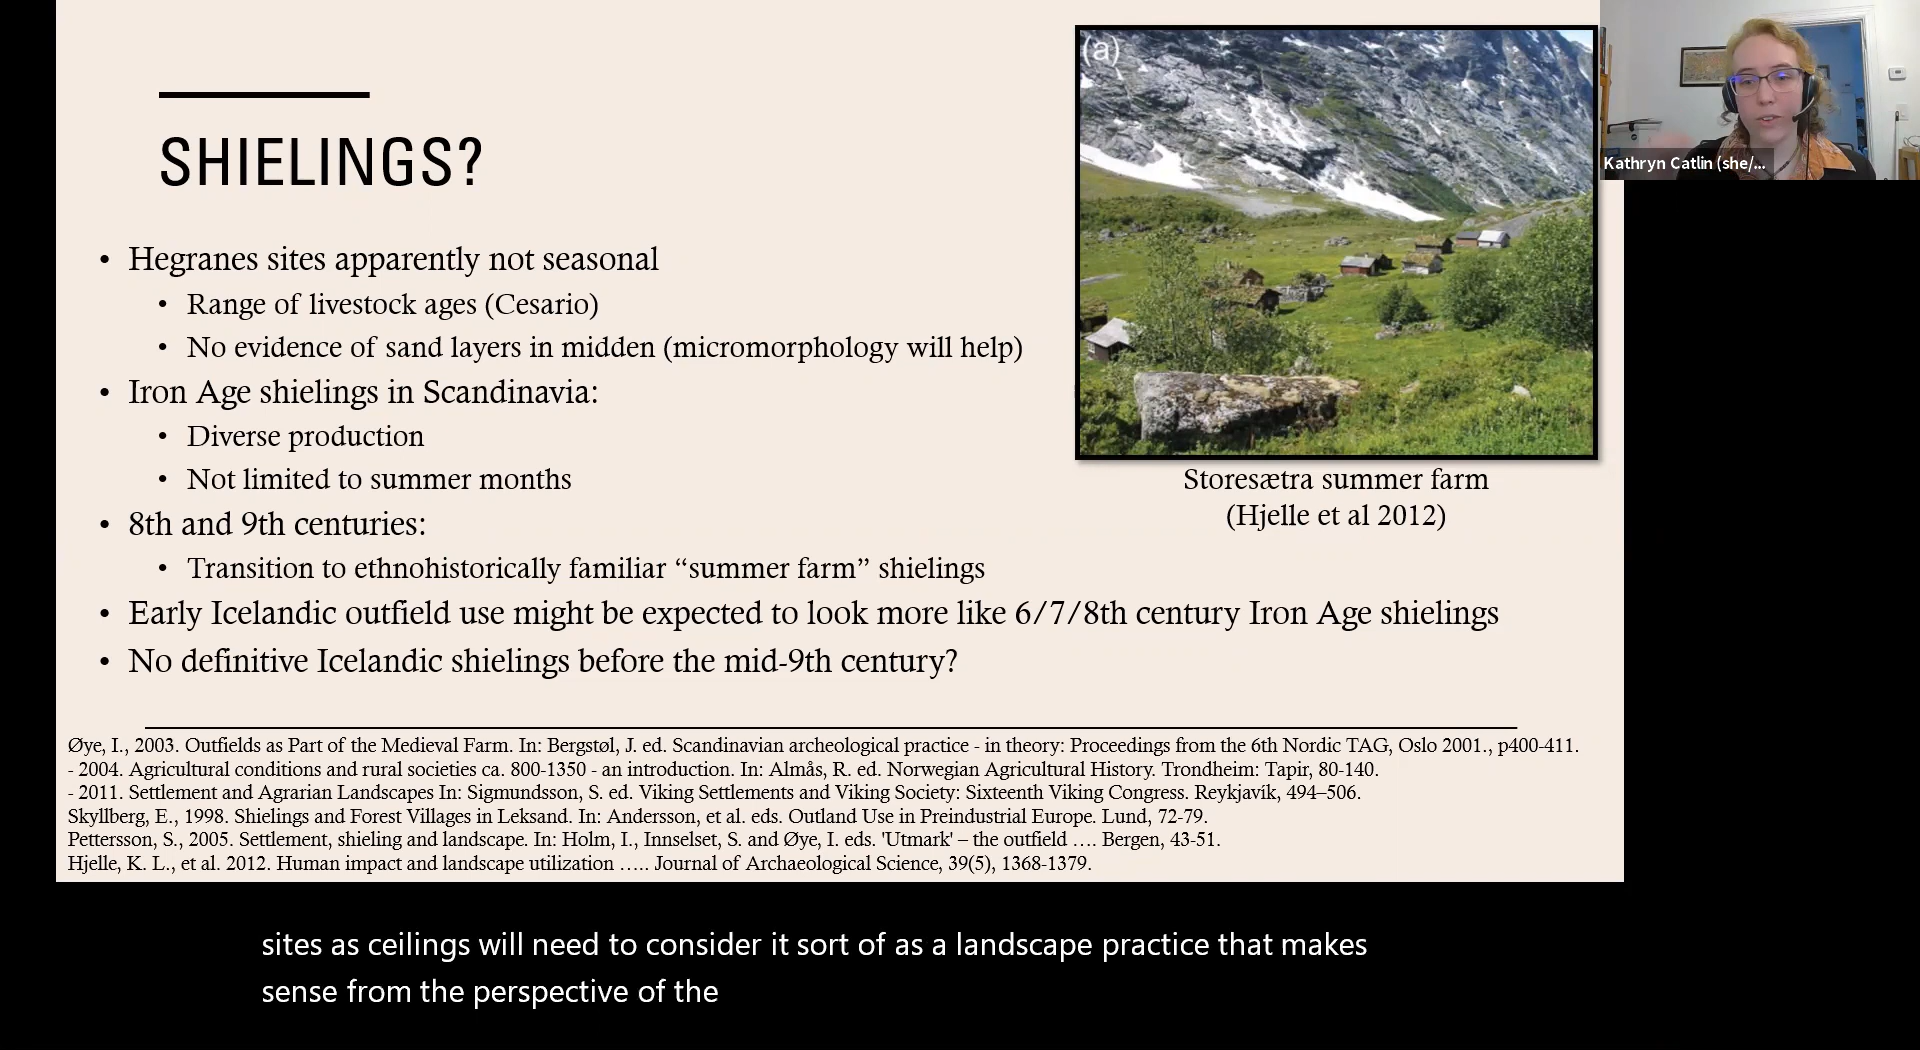 SHIELINGS?
• Hegranes sites apparently not seasonal
• Range of livestock ages (Cesario)
• No evidence of sand layers in midden (micromorphology will help)
• Iron Age shielings in Scandinavia:
• Diverse production
• Not limited to summer months
• 8th and 9th centuries:
• Transition to ethnohistorically familiar “summer farm” shielings
• Early Icelandic outfield use might be expected to look more like 6/7/8th century Iron Age shielings
• No definitive Icelandic shielings before the mid-9th century?
(a)
Storesætra summer farm
(Hjelle et al 2012)
Kathryn Catlin (she/...
Øye, I., 2003. Outfields as Part of the Medieval Farm. In: Bergstøl, J. ed. Scandinavian archeological practice - in theory: Proceedings from the 6th Nordic TAG, Oslo 2001., p400-411.
- 2004. Agricultural conditions and rural societies ca. 800-1350 - an introduction. In: Almås, R. ed. Norwegian Agricultural History. Trondheim: Tapir, 80-140.
- 2011. Settlement and Agrarian Landscapes In: Sigmundsson, S. ed. Viking Settlements and Viking Society: Sixteenth Viking Congress. Reykjavík, 494–506.
Skyllberg, E., 1998. Shielings and Forest Villages in Leksand. In: Andersson, et al. eds. Outland Use in Preindustrial Europe. Lund, 72-79.
Pettersson, S., 2005. Settlement, shieling and landscape. In: Holm, I., Innselset, S. and Øye, I. eds. 'Utmark' – the outfield …. Bergen, 43-51.
Hjelle, K. L., et al. 2012. Human impact and landscape utilization ….. Journal of Archaeological Science, 39(5), 1368-1379.
sites as ceilings will need to consider it sort of as a landscape practice that makes
sense from the perspective of the